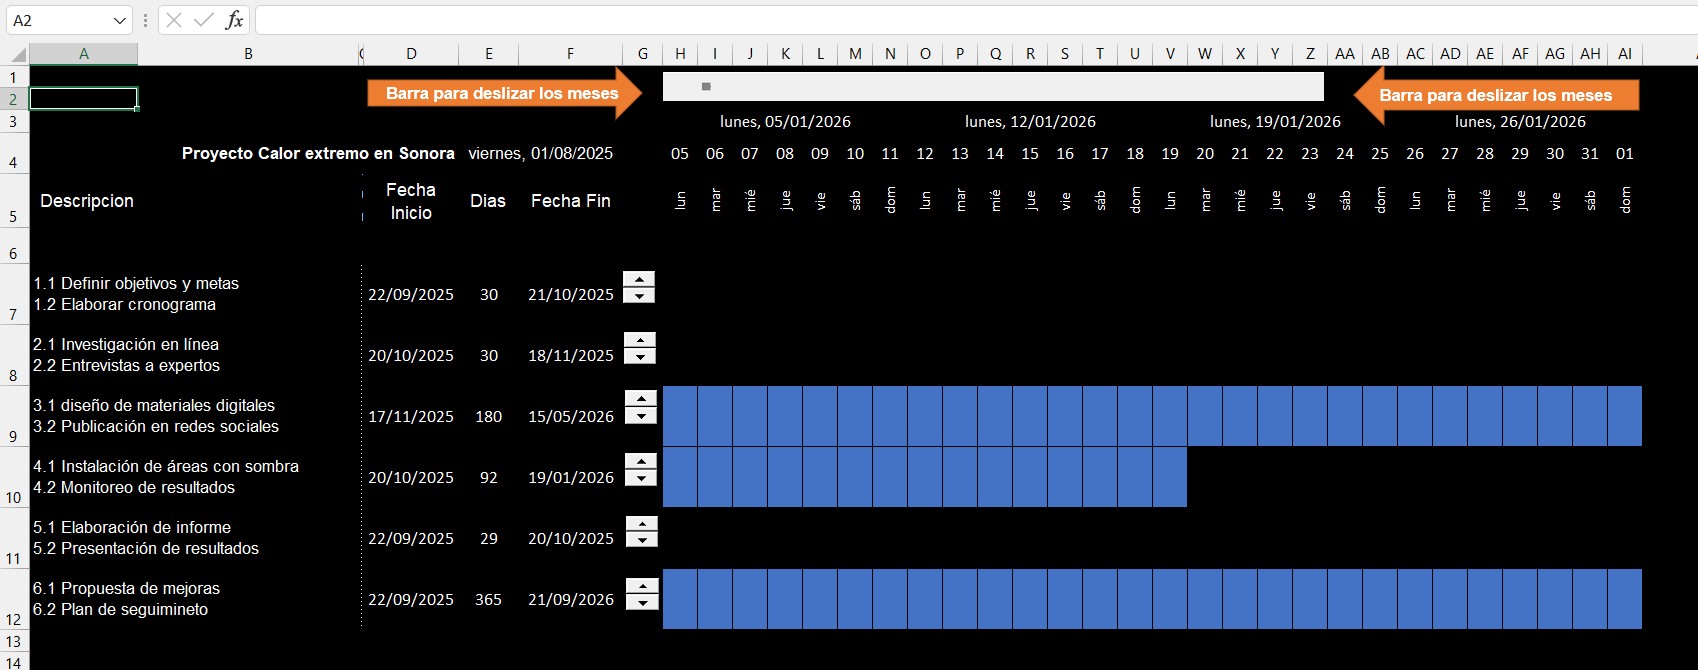 A2
fx
A B C D E F G H I J K L M N O P Q R S T U V W X Y Z AA AB AC AD AE AF AG AH AI
1
Barra para deslizar los meses
Barra para deslizar los meses
2
3 lunes, 05/01/2026 lunes, 12/01/2026 lunes, 19/01/2026 lunes, 26/01/2026
4 Proyecto Calor extremo en Sonora viernes, 01/08/2025 05 06 07 08 09 10 11 12 13 14 15 16 17 18 19 20 21 22 23 24 25 26 27 28 29 30 31 01
5 Descripcion Fecha Inicio Dias Fecha Fin lun mar mié jue vie sáb dom lun mar mié jue vie sáb dom lun mar mié jue vie sáb dom lun mar mié jue vie sáb dom
6
1.1 Definir objetivos y metas
1.2 Elaborar cronograma
7 22/09/2025 30 21/10/2025
2.1 Investigación en línea
2.2 Entrevistas a expertos
8 20/10/2025 30 18/11/2025
3.1 diseño de materiales digitales
3.2 Publicación en redes sociales
9 17/11/2025 180 15/05/2026
4.1 Instalación de áreas con sombra
4.2 Monitoreo de resultados
10 20/10/2025 92 19/01/2026
5.1 Elaboración de informe
5.2 Presentación de resultados
11 22/09/2025 29 20/10/2025
6.1 Propuesta de mejoras
6.2 Plan de seguimineto
12 22/09/2025 365 21/09/2026
13
14